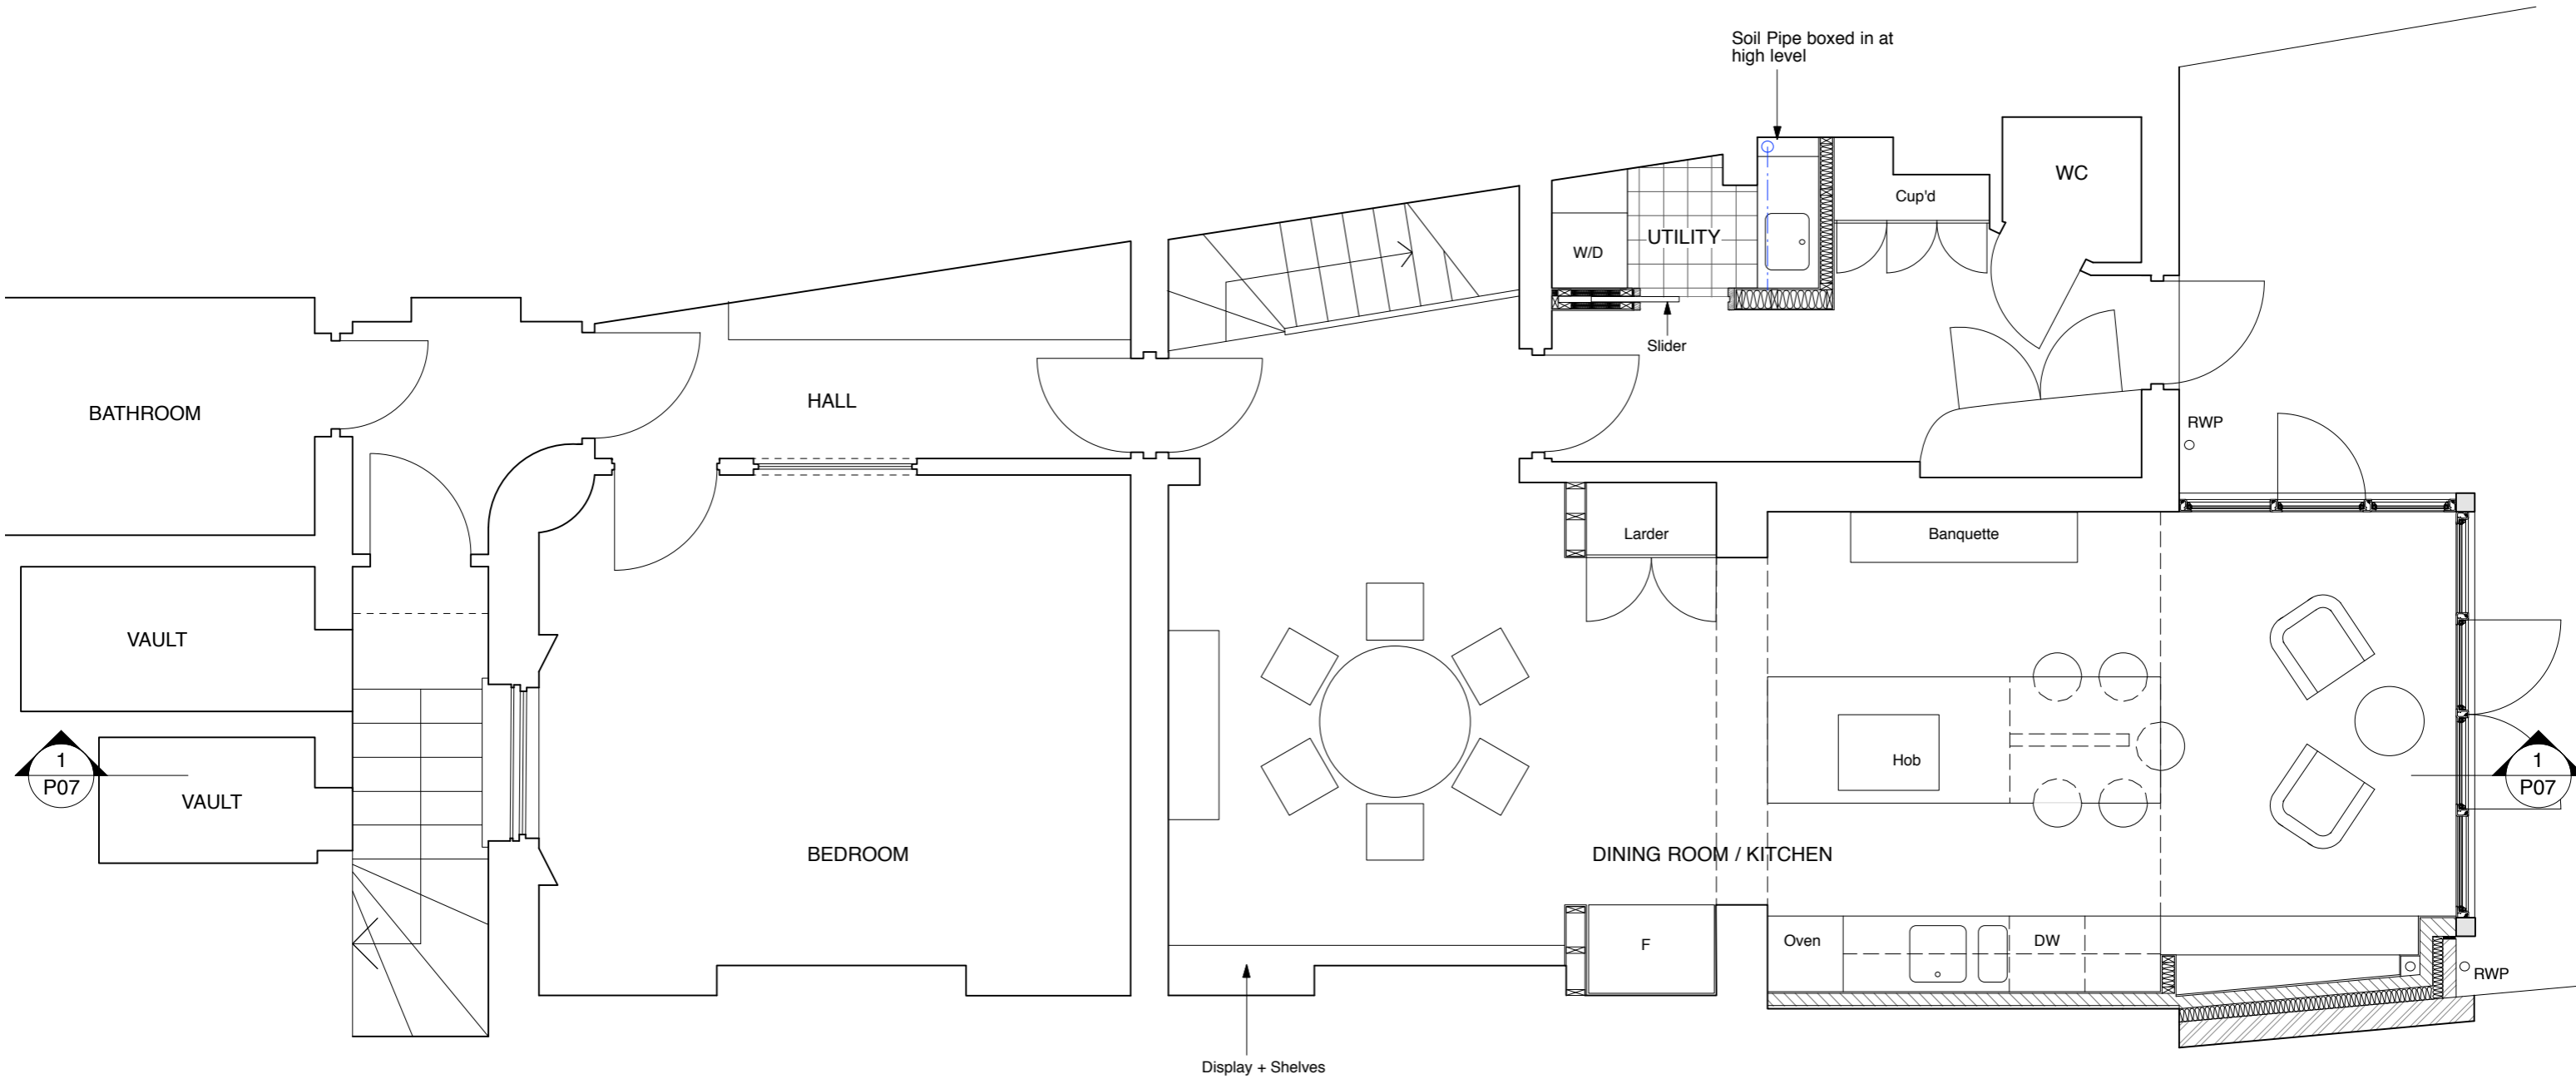 Soil Pipe boxed in at
high level
WC
Cup'd
UTILITY
W/D
Slider
HALL
BATHROOM
RWP
Larder
Banquette
VAULT
1
P07
VAULT
Hob
1
P07
BEDROOM
DINING ROOM / KITCHEN
F
Oven
DW
RWP
Display + Shelves